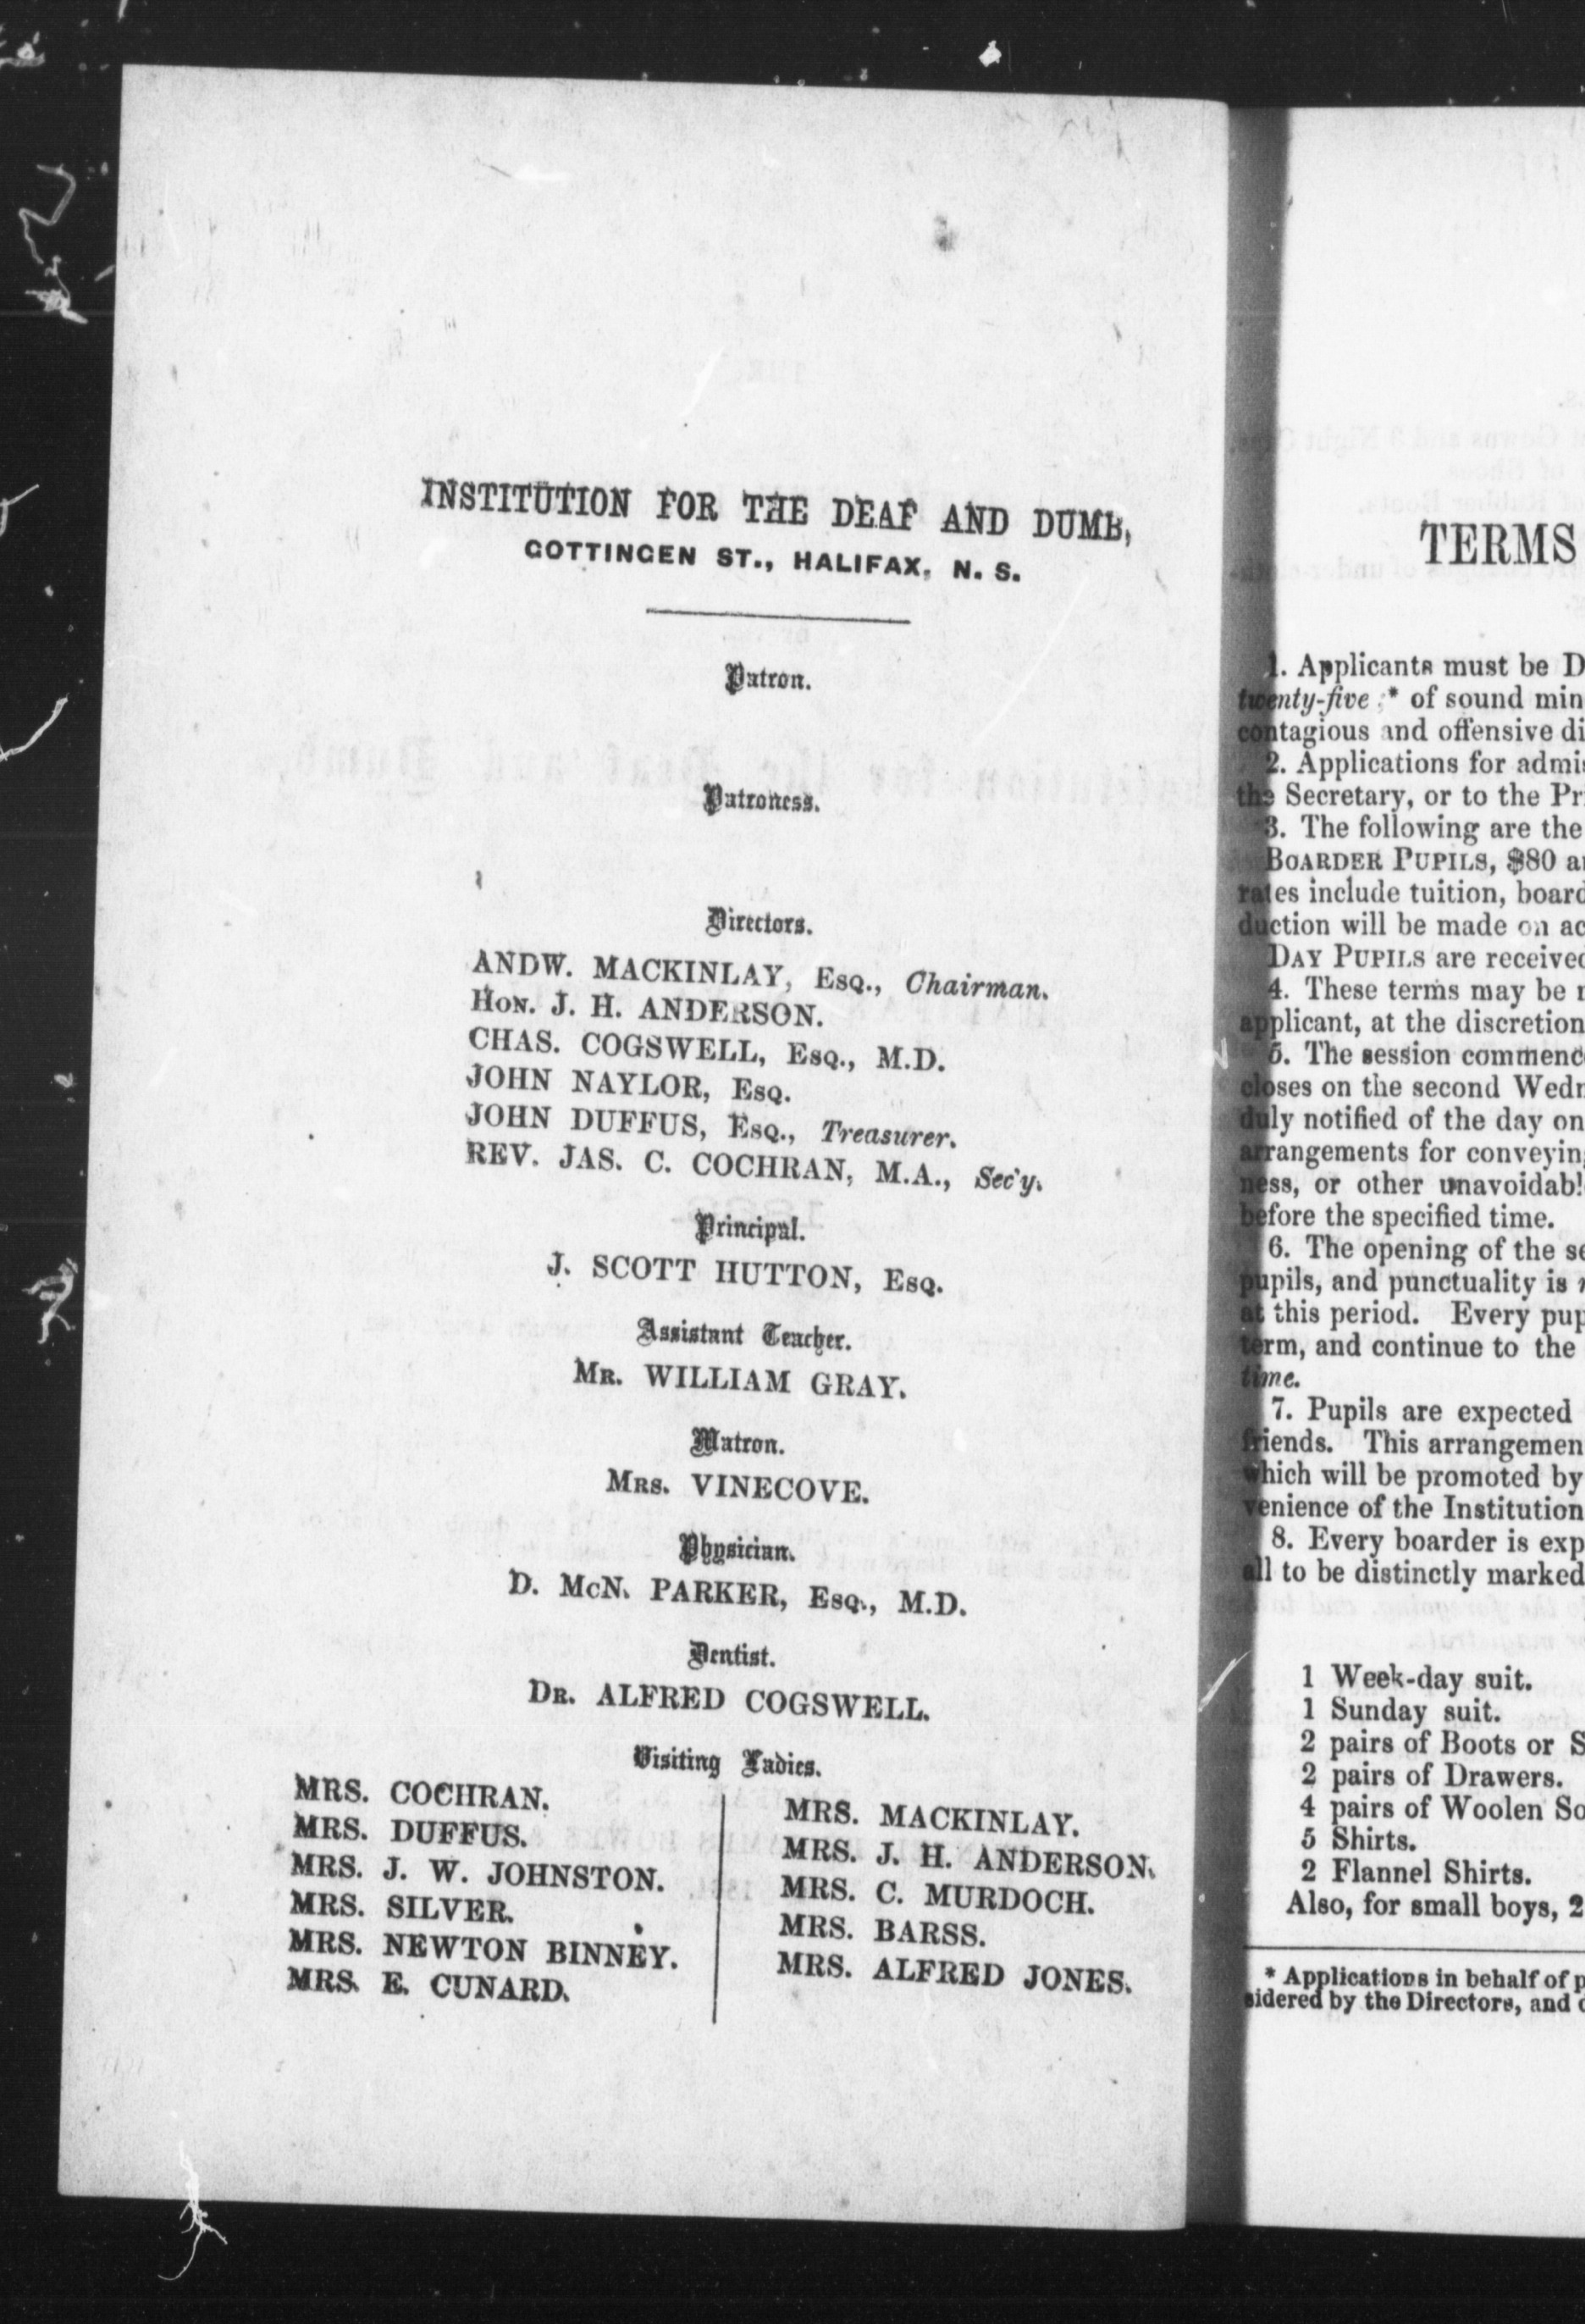 INSTITUTION FOR THE DEAF AND DUMB,
GOTTINGEN ST., HALIFAX, N. S.
Patron.
Patroness.
Directors.
ANDW. MACKINLAY, ESQ., Chairman.
HON. J. H. ANDERSON.
CHAS. COGSWELL, ESQ., M.D.
JOHN NAYLOR, ESQ.
JOHN DUFFUS, ESQ., Treasurer.
REV. JAS. C. COCHRAN, M.A., Sec'y.
Principal.
J. SCOTT HUTTON, ESQ.
Assistant Teacher.
MR. WILLIAM GRAY.
Matron.
MRS. VINECOVE.
Physician.
D. McN. PARKER, ESQ., M.D.
Dentist.
DR. ALFRED COGSWELL.
Visiting Ladies.
MRS. COCHRAN.
MRS. DUFFUS.
MRS. J. W. JOHNSTON.
MRS. SILVER.
MRS. NEWTON BINNEY.
MRS. E. CUNARD.
MRS. MACKINLAY.
MRS. J. H. ANDERSON.
MRS. C. MURDOCH.
MRS. BARSS.
MRS. ALFRED JONES.
TERMS
1. Applicants must be D
twenty-five ;* of sound min
contagious and offensive di
2. Applications for admis
the Secretary, or to the Pri
3. The following are the
BOARDER PUPILS, $80 a
rates include tuition, board
duction will be made on ac
DAY PUPILS are received
4. These terms may be
applicant, at the discretion
5. The session commenc
closes on the second Wedn
duly notified of the day on
arrangements for conveying
ness, or other unavoidabl
before the specified time.
6. The opening of the se
pupils, and punctuality is
at this period. Every pup
term, and continue to the
time.
7. Pupils are expected
friends. This arrangemen
which will be promoted by
venience of the Institution
8. Every boarder is exp
all to be distinctly marked
1 Week-day suit.
1 Sunday suit.
2 pairs of Boots or S
2 pairs of Drawers.
4 pairs of Woolen So
5 Shirts.
2 Flannel Shirts.
Also, for small boys, 2
* Applications in behalf of p
sidered by the Directors, and